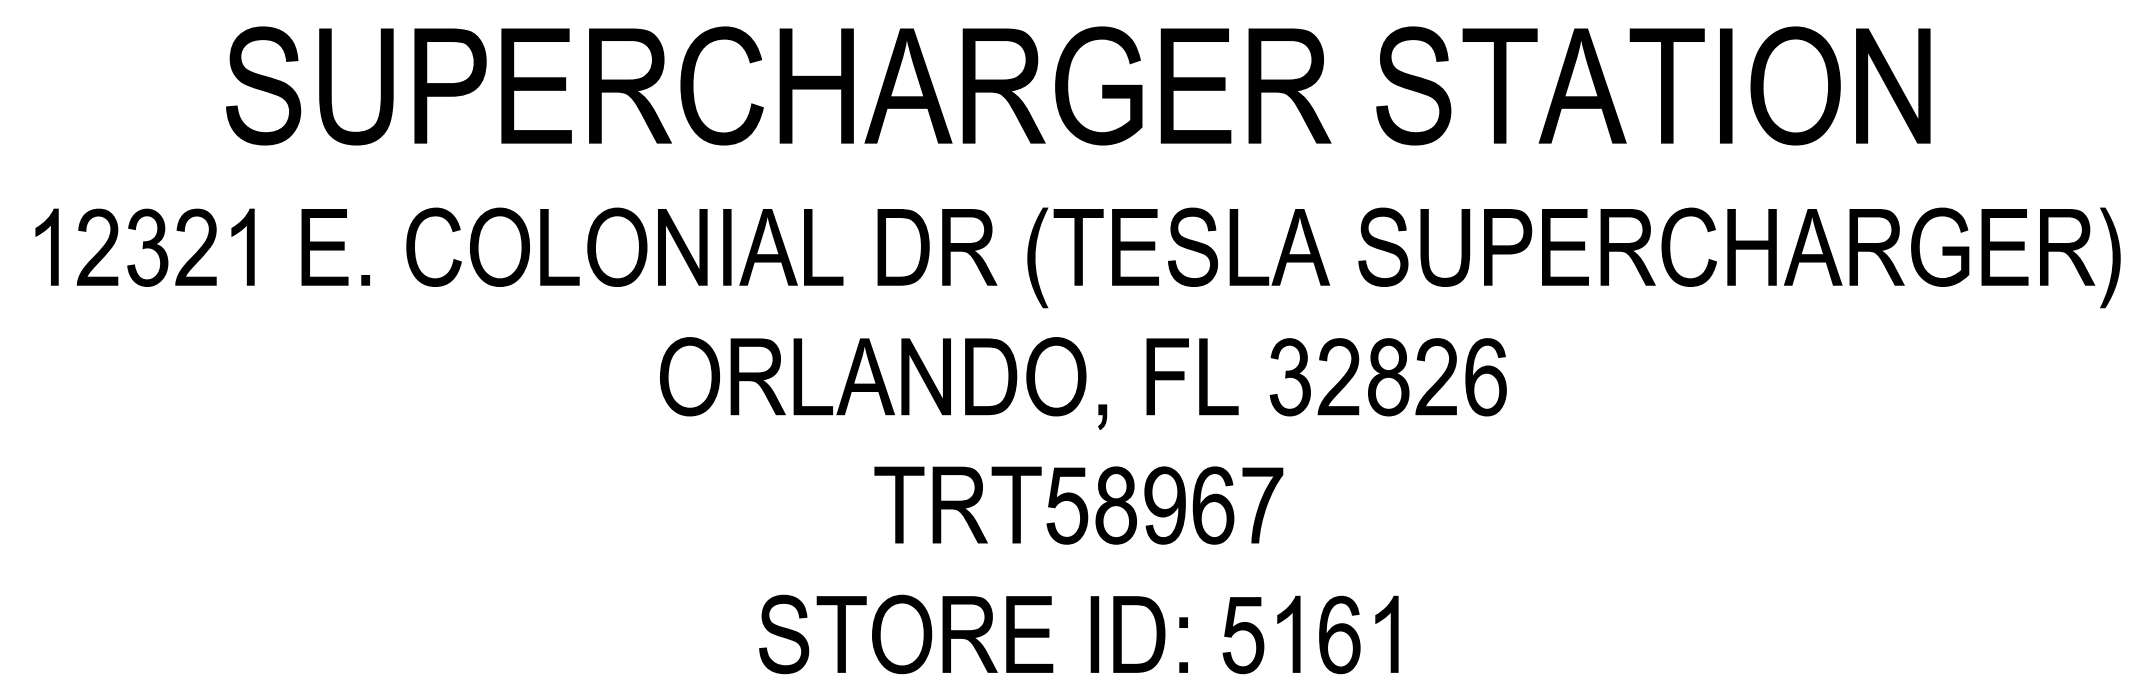 SUPERCHARGER STATION
12321 E. COLONIAL DR (TESLA SUPERCHARGER)
ORLANDO, FL 32826
TRT58967
STORE ID: 5161